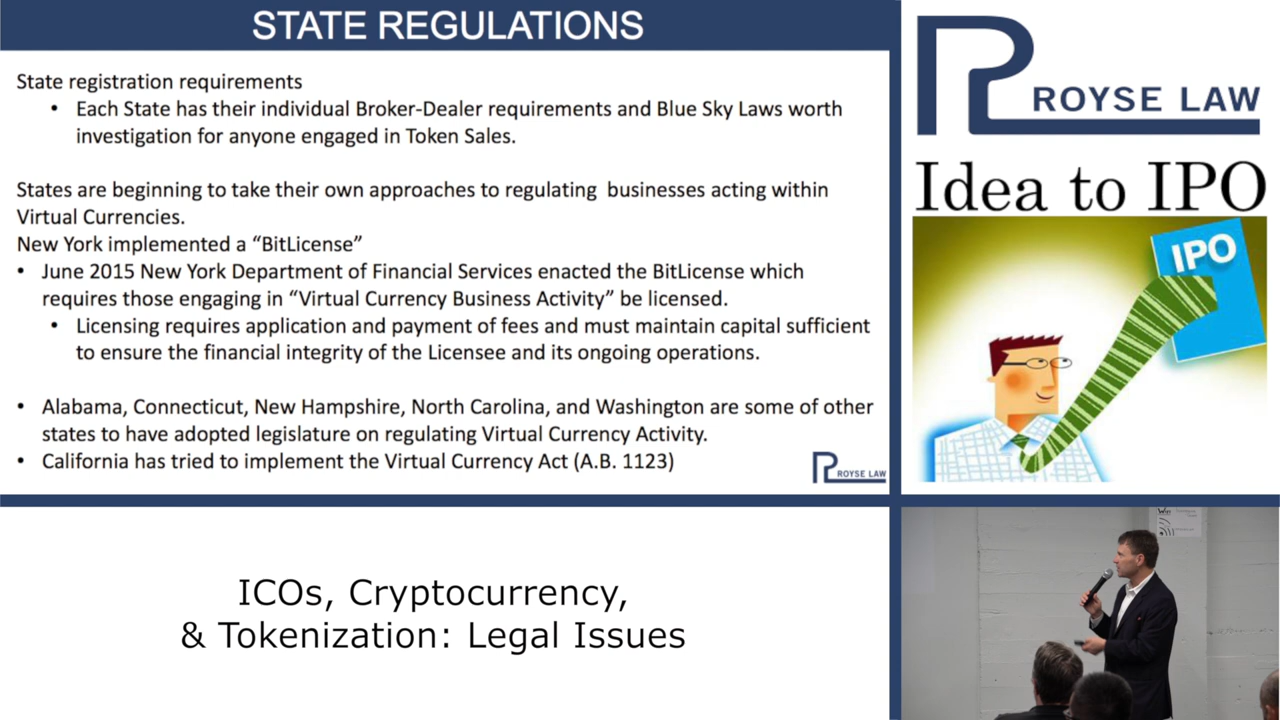 STATE REGULATIONS
State registration requirements
• Each State has their individual Broker-Dealer requirements and Blue Sky Laws worth
investigation for anyone engaged in Token Sales.
States are beginning to take their own approaches to regulating businesses acting within
Virtual Currencies.
New York implemented a “BitLicense”
• June 2015 New York Department of Financial Services enacted the BitLicense which
requires those engaging in “Virtual Currency Business Activity” be licensed.
• Licensing requires application and payment of fees and must maintain capital sufficient
to ensure the financial integrity of the Licensee and its ongoing operations.
• Alabama, Connecticut, New Hampshire, North Carolina, and Washington are some of other
states to have adopted legislature on regulating Virtual Currency Activity.
• California has tried to implement the Virtual Currency Act (A.B. 1123)
ROYSE LAW
ROYSE LAW
Idea to IPO
IPO
ICOs, Cryptocurrency,
& Tokenization: Legal Issues